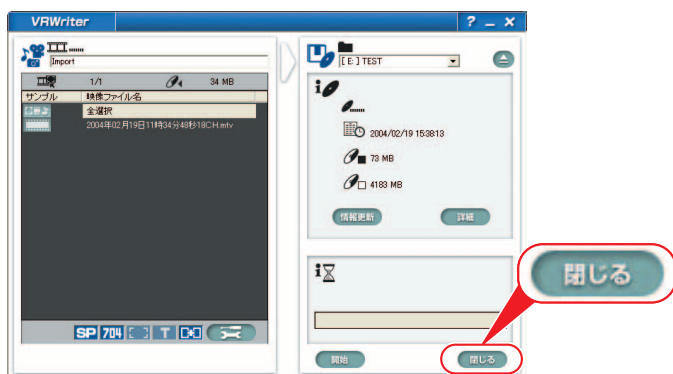 VRWriter
? _ X
Import
1/1 4 34 MB
サンプル 映像ファイル名
全選択
2004年02月19日11時34分48秒18CH.mtv
SP 704 T
[ E: ] TEST
i
2004/02/19 15:38:13
73 MB
4183 MB
情報更新 詳細
i
開始 閉じる
閉じる